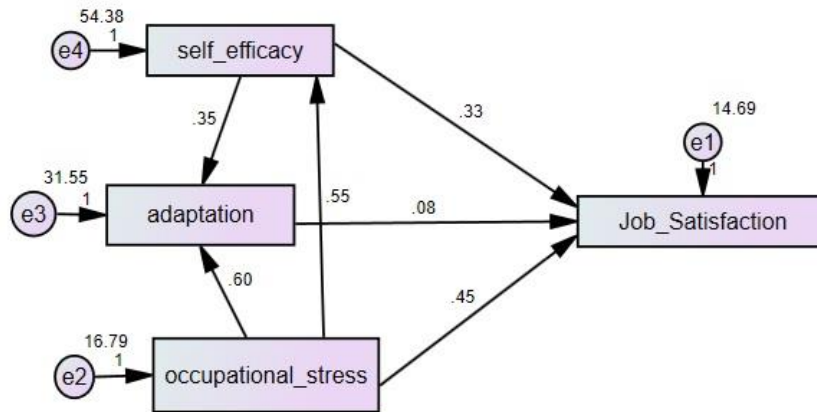 54.38
1
e4
self_efficacy
.35
.33
14.69
e1
1
31.55
1
e3
adaptation
.08
.55
Job_Satisfaction
.60
.45
16.79
1
e2
occupational_stress